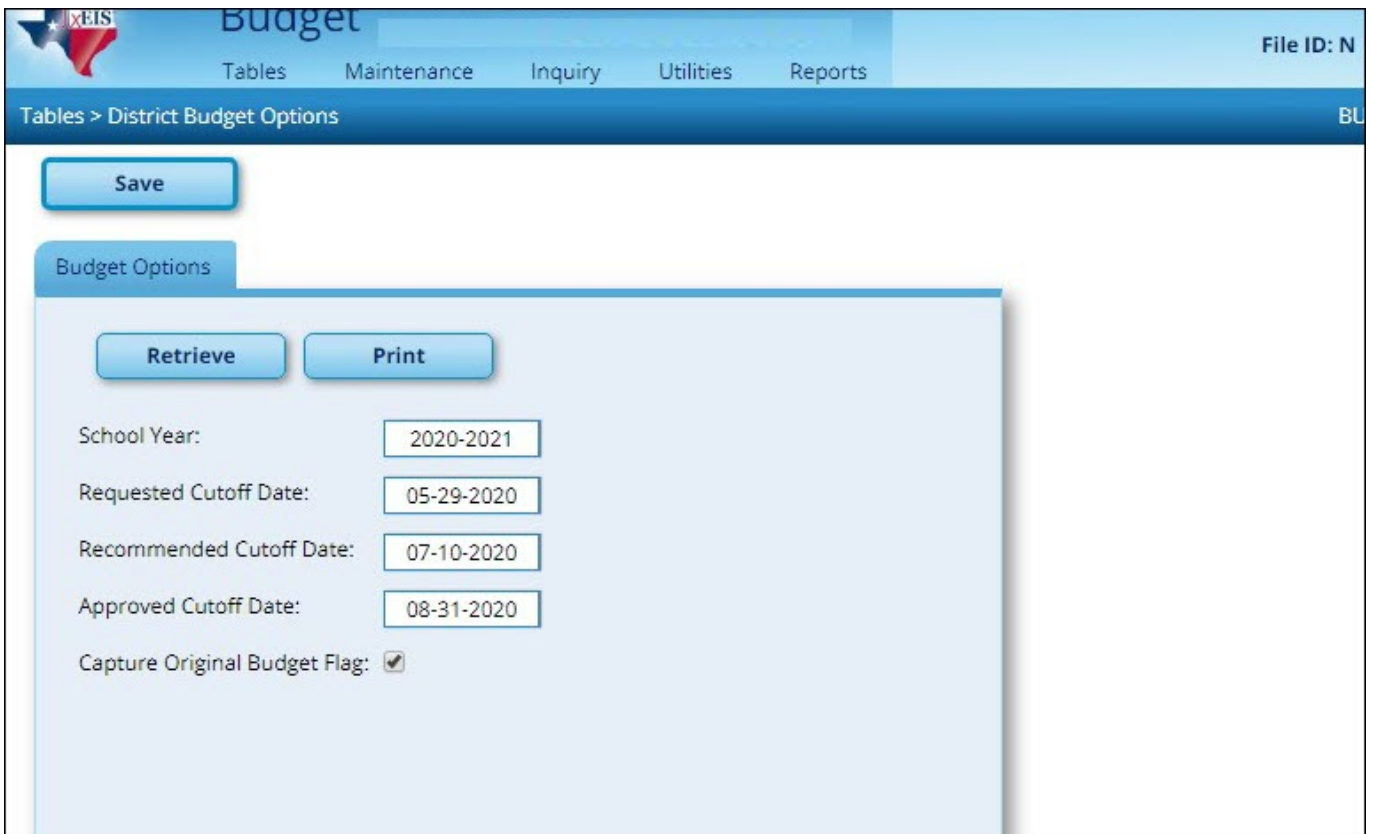 xEIS
Budget
File ID: N
Tables Maintenance Inquiry Utilities Reports
Tables > District Budget Options BU
Save
Budget Options
Retrieve Print
School Year: 2020-2021
Requested Cutoff Date: 05-29-2020
Recommended Cutoff Date: 07-10-2020
Approved Cutoff Date: 08-31-2020
Capture Original Budget Flag: